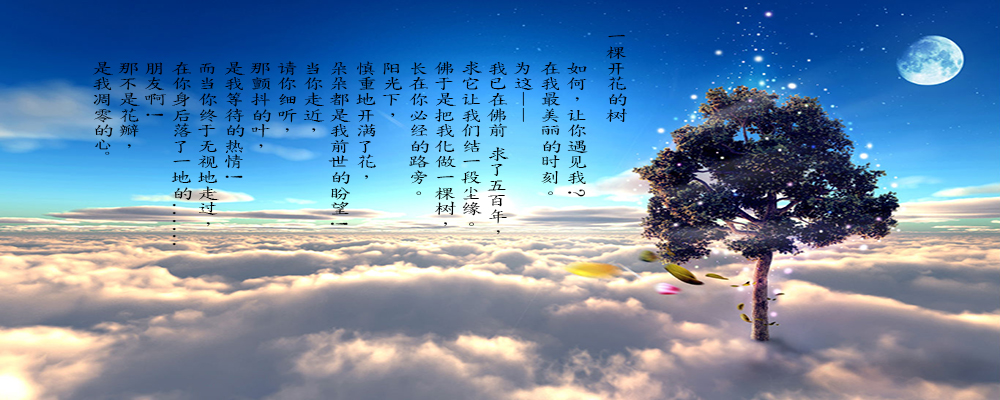 一棵开花的树
如何，让你遇见我？
在我最美丽的时刻。
为这——
我已在佛前 求了五百年，
求它让我们结一段尘缘。
佛于是把我化做一棵树，
长在你必经的路旁。
阳光下，
慎重地开满了花，
朵朵都是我前世的盼望！
当你走近，
请你细听，
那颤抖的叶，
是我等待的热情！
而当你终于无视地走过，
在你身后落了一地的……
朋友啊！
那不是花瓣，
是我凋零的心。